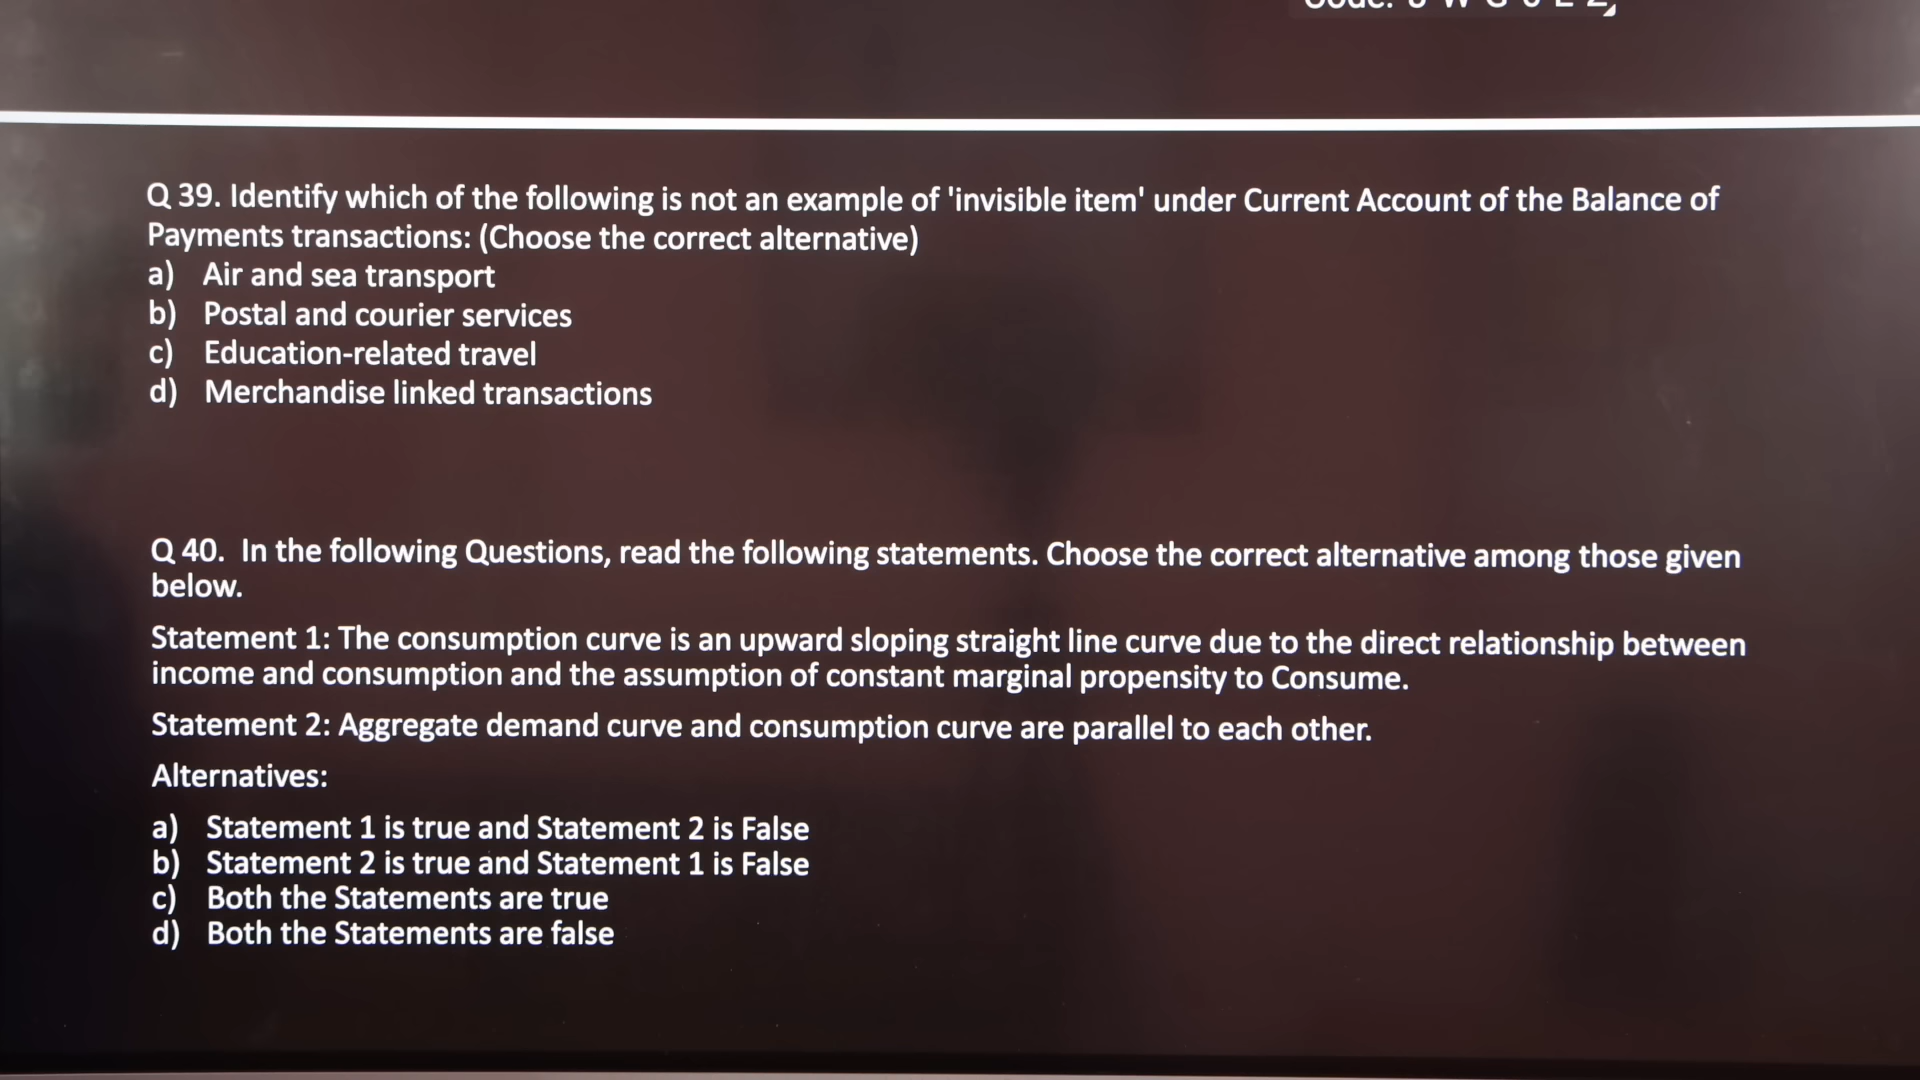 Q 39. Identify which of the following is not an example of 'invisible item' under Current Account of the Balance of
Payments transactions: (Choose the correct alternative)
a) Air and sea transport
b) Postal and courier services
c) Education-related travel
d) Merchandise linked transactions
Q 40. In the following Questions, read the following statements. Choose the correct alternative among those given
below.
Statement 1: The consumption curve is an upward sloping straight line curve due to the direct relationship between
income and consumption and the assumption of constant marginal propensity to Consume.
Statement 2: Aggregate demand curve and consumption curve are parallel to each other.
Alternatives:
a) Statement 1 is true and Statement 2 is False
b) Statement 2 is true and Statement 1 is False
c) Both the Statements are true
d) Both the Statements are false